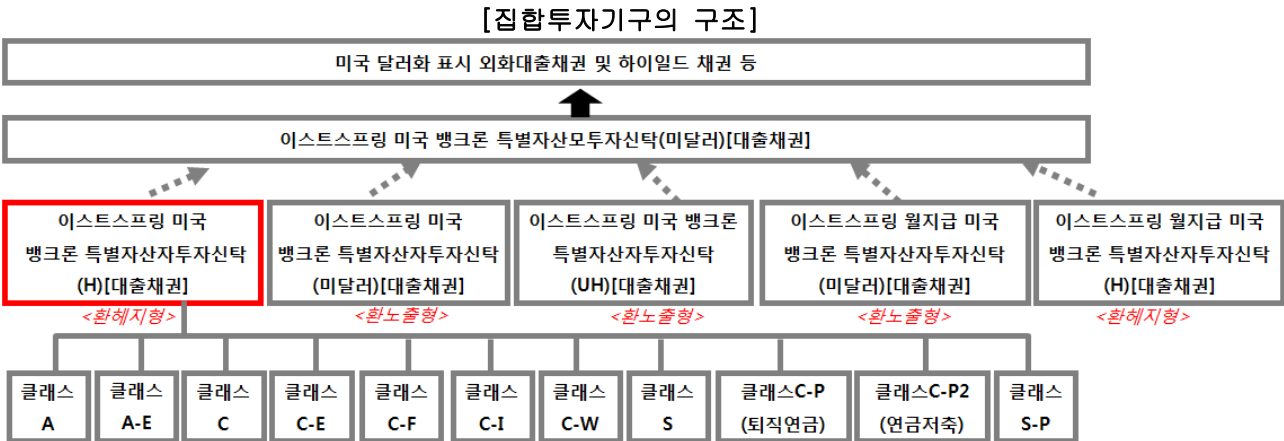 [집합투자기구의 구조]
미국 달러화 표시 외화대출채권 및 하이일드 채권 등
이스트스프링 미국 뱅크론 특별자산모투자신탁(미달러)[대출채권]
이스트스프링 미국
뱅크론 특별자산자투자신탁
(H)[대출채권]
<환헤지형>
이스트스프링 미국
뱅크론 특별자산자투자신탁
(미달러)[대출채권]
<환노출형>
이스트스프링 미국 뱅크론
특별자산자투자신탁
(UH)[대출채권]
<환노출형>
이스트스프링 월지급 미국
뱅크론 특별자산자투자신탁
(미달러)[대출채권]
<환노출형>
이스트스프링 월지급 미국
뱅크론 특별자산자투자신탁
(H)[대출채권]
<환헤지형>
클래스
A
클래스
A-E
클래스
C
클래스
C-E
클래스
C-F
클래스
C-I
클래스
C-W
클래스
S
클래스C-P
(퇴직연금)
클래스C-P2
(연금저축)
클래스
S-P